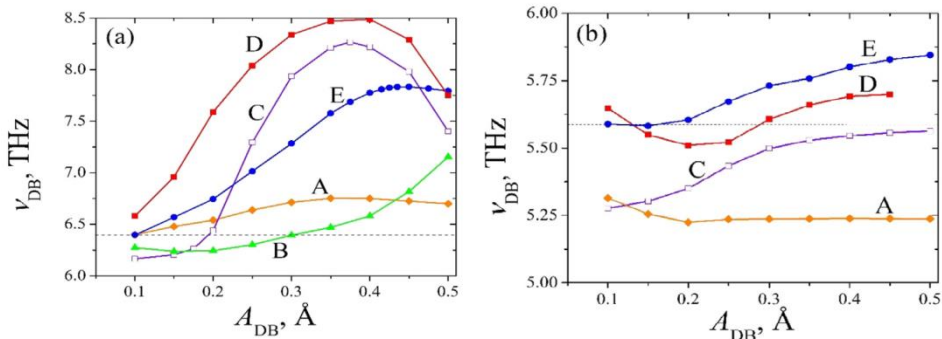 (a)
8.5
8.0
7.5
7.0
6.5
6.0
D
C
E
A
B
ν_DB, THz
0.1 0.2 0.3 0.4 0.5
A_DB, Å
(b)
6.00
5.75
5.50
5.25
5.00
E
D
C
A
ν_DB, THz
0.1 0.2 0.3 0.4 0.5
A_DB, Å